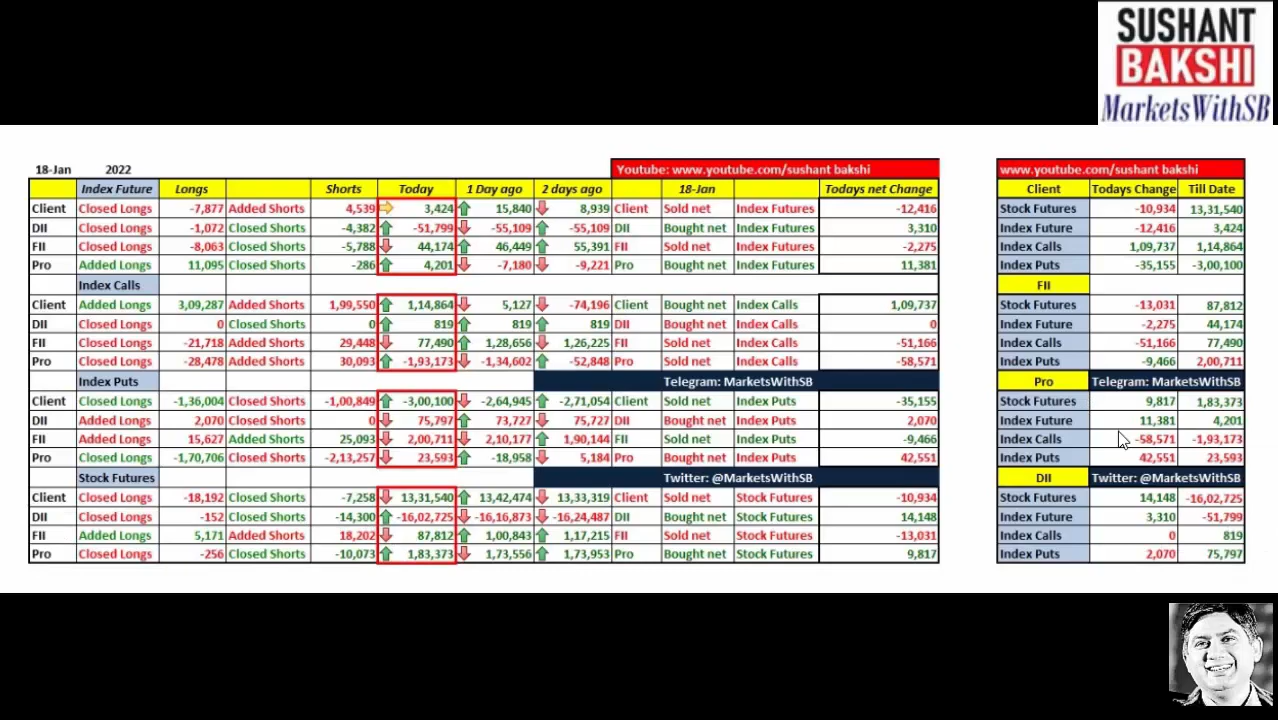 SUSHANT
BAKSHI
MarketsWithSB
18-Jan 2022 Youtube: www.youtube.com/sushant bakshi www.youtube.com/sushant bakshi
Index Future Longs Shorts Today 1 Day ago 2 days ago 18-Jan Todays net Change Client Todays Change Till Date
Client Closed Longs -7,877 Added Shorts 4,539 3,424 15,840 8,939 Client Sold net Index Futures -12,416 Stock Futures -10,934 13,31,540
DII Closed Longs -1,072 Closed Shorts -4,382 -51,799 -55,109 -55,109 DII Bought net Index Futures 3,310 Index Future -12,416 3,424
FII Closed Longs -8,063 Closed Shorts -5,788 44,174 46,449 55,391 FII Sold net Index Futures -2,275 Index Calls 1,09,737 1,14,864
Pro Added Longs 11,095 Closed Shorts -286 4,201 -7,180 -9,221 Pro Bought net Index Futures 11,381 Index Puts -35,155 -3,00,100
Index Calls FII
Client Added Longs 3,09,287 Added Shorts 1,99,550 1,14,864 5,127 -74,196 Client Bought net Index Calls 1,09,737 Stock Futures -13,031 87,812
DII Closed Longs 0 Closed Shorts 0 819 819 819 DII Bought net Index Calls 0 Index Future -2,275 44,174
FII Closed Longs -21,718 Added Shorts 29,448 77,490 1,28,656 1,26,225 FII Sold net Index Calls -51,166 Index Calls -51,166 77,490
Pro Closed Longs -28,478 Added Shorts 30,093 -1,93,173 -1,34,602 -52,848 Pro Sold net Index Calls -58,571 Index Puts -9,466 2,00,711
Index Puts Telegram: MarketsWithSB Pro Telegram: MarketsWithSB
Client Closed Longs -1,36,004 Closed Shorts -1,00,849 -3,00,100 -2,64,945 -2,71,054 Client Sold net Index Puts -35,155 Stock Futures 9,817 1,83,373
DII Added Longs 2,070 Closed Shorts 0 75,797 73,727 75,727 DII Bought net Index Puts 2,070 Index Future 11,381 4,201
FII Added Longs 15,627 Added Shorts 25,093 2,00,711 2,10,177 1,90,144 FII Sold net Index Puts -9,466 Index Calls -58,571 -1,93,173
Pro Closed Longs -1,70,706 Closed Shorts -2,13,257 23,593 -18,958 5,184 Pro Bought net Index Puts 42,551 Index Puts 42,551 23,593
Stock Futures Twitter: @MarketsWithSB DII Twitter: @MarketsWithSB
Client Closed Longs -18,192 Closed Shorts -7,258 13,31,540 13,42,474 13,33,319 Client Sold net Stock Futures -10,934 Stock Futures 14,148 -16,02,725
DII Closed Longs -152 Closed Shorts -14,300 -16,02,725 -16,16,873 -16,24,487 DII Bought net Stock Futures 14,148 Index Future 3,310 -51,799
FII Added Longs 5,171 Added Shorts 18,202 87,812 1,00,843 1,17,215 FII Sold net Stock Futures -13,031 Index Calls 0 819
Pro Closed Longs -256 Closed Shorts -10,073 1,83,373 1,73,556 1,73,953 Pro Bought net Stock Futures 9,817 Index Puts 2,070 75,797